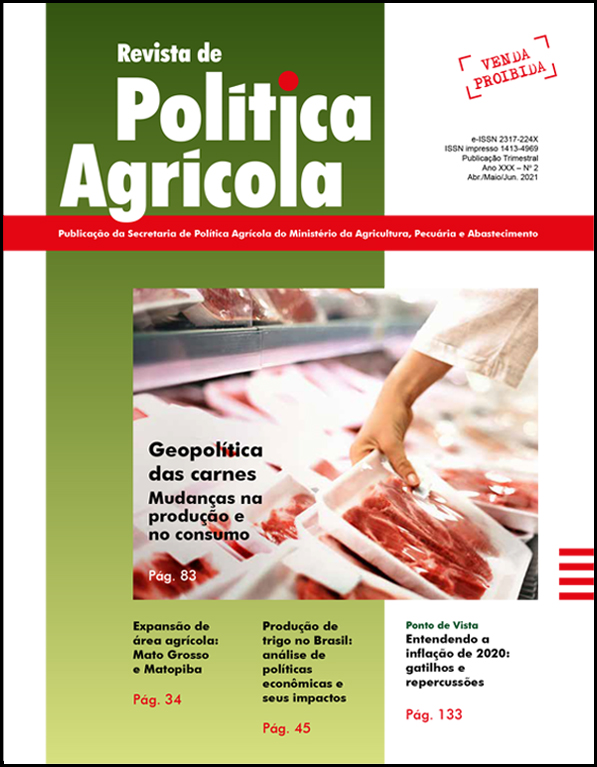 Revista de
Política
Agrícola
VENDA
PROIBIDA
e-ISSN 2317-224X
ISSN impresso 1413-4969
Publicação Trimestral
Ano XXX – Nº 2
Abr./Maio/Jun. 2021
Publicação da Secretaria de Política Agrícola do Ministério da Agricultura, Pecuária e Abastecimento
Geopolítica
das carnes
Mudanças na
produção e
no consumo
Pág. 83
Expansão de
área agrícola:
Mato Grosso
e Matopiba
Pág. 34
Produção de
trigo no Brasil:
análise de
políticas
econômicas e
seus impactos
Pág. 45
Ponto de Vista
Entendendo a
inflação de 2020:
gatilhos e
repercussões
Pág. 133